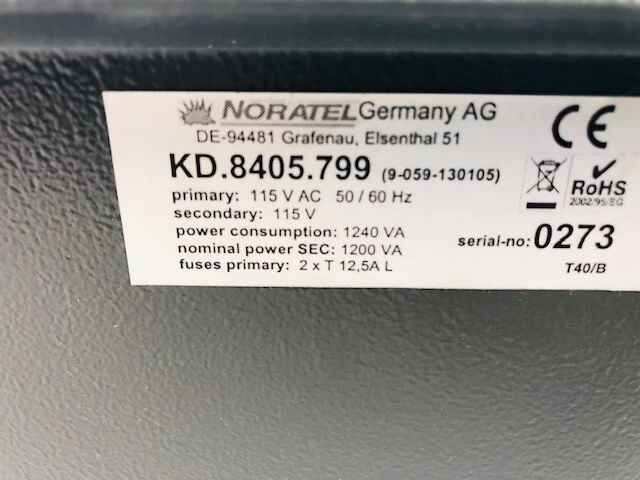 NORATEL Germany AG
DE-94481 Grafenau, Elsenthal 51
KD.8405.799 (9-059-130105)
primary: 115 V AC 50 / 60 Hz
secondary: 115 V
power consumption: 1240 VA
nominal power SEC: 1200 VA
fuses primary: 2 x T 12,5A L
CE
RoHS
2002/95/EG
serial-no: 0273
T40/B